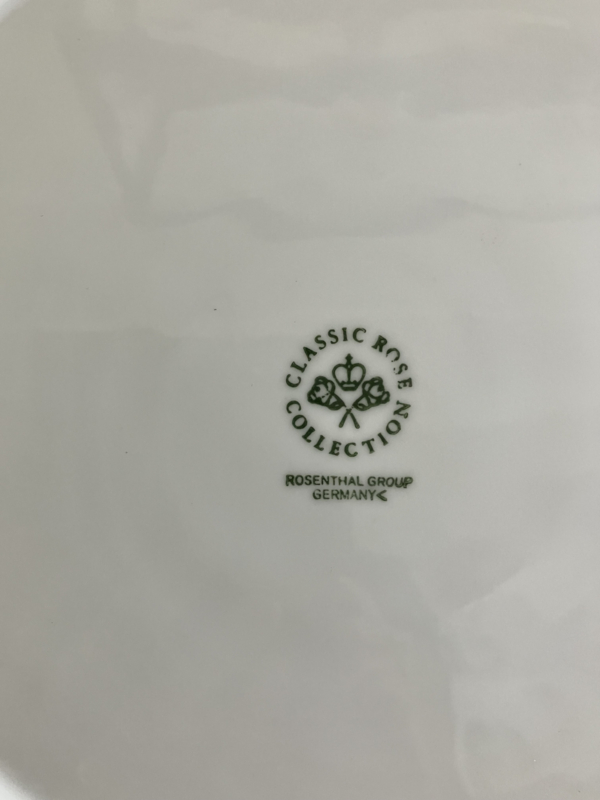 CLASSIC ROSE
COLLECTION
ROSENTHAL GROUP
GERMANY<